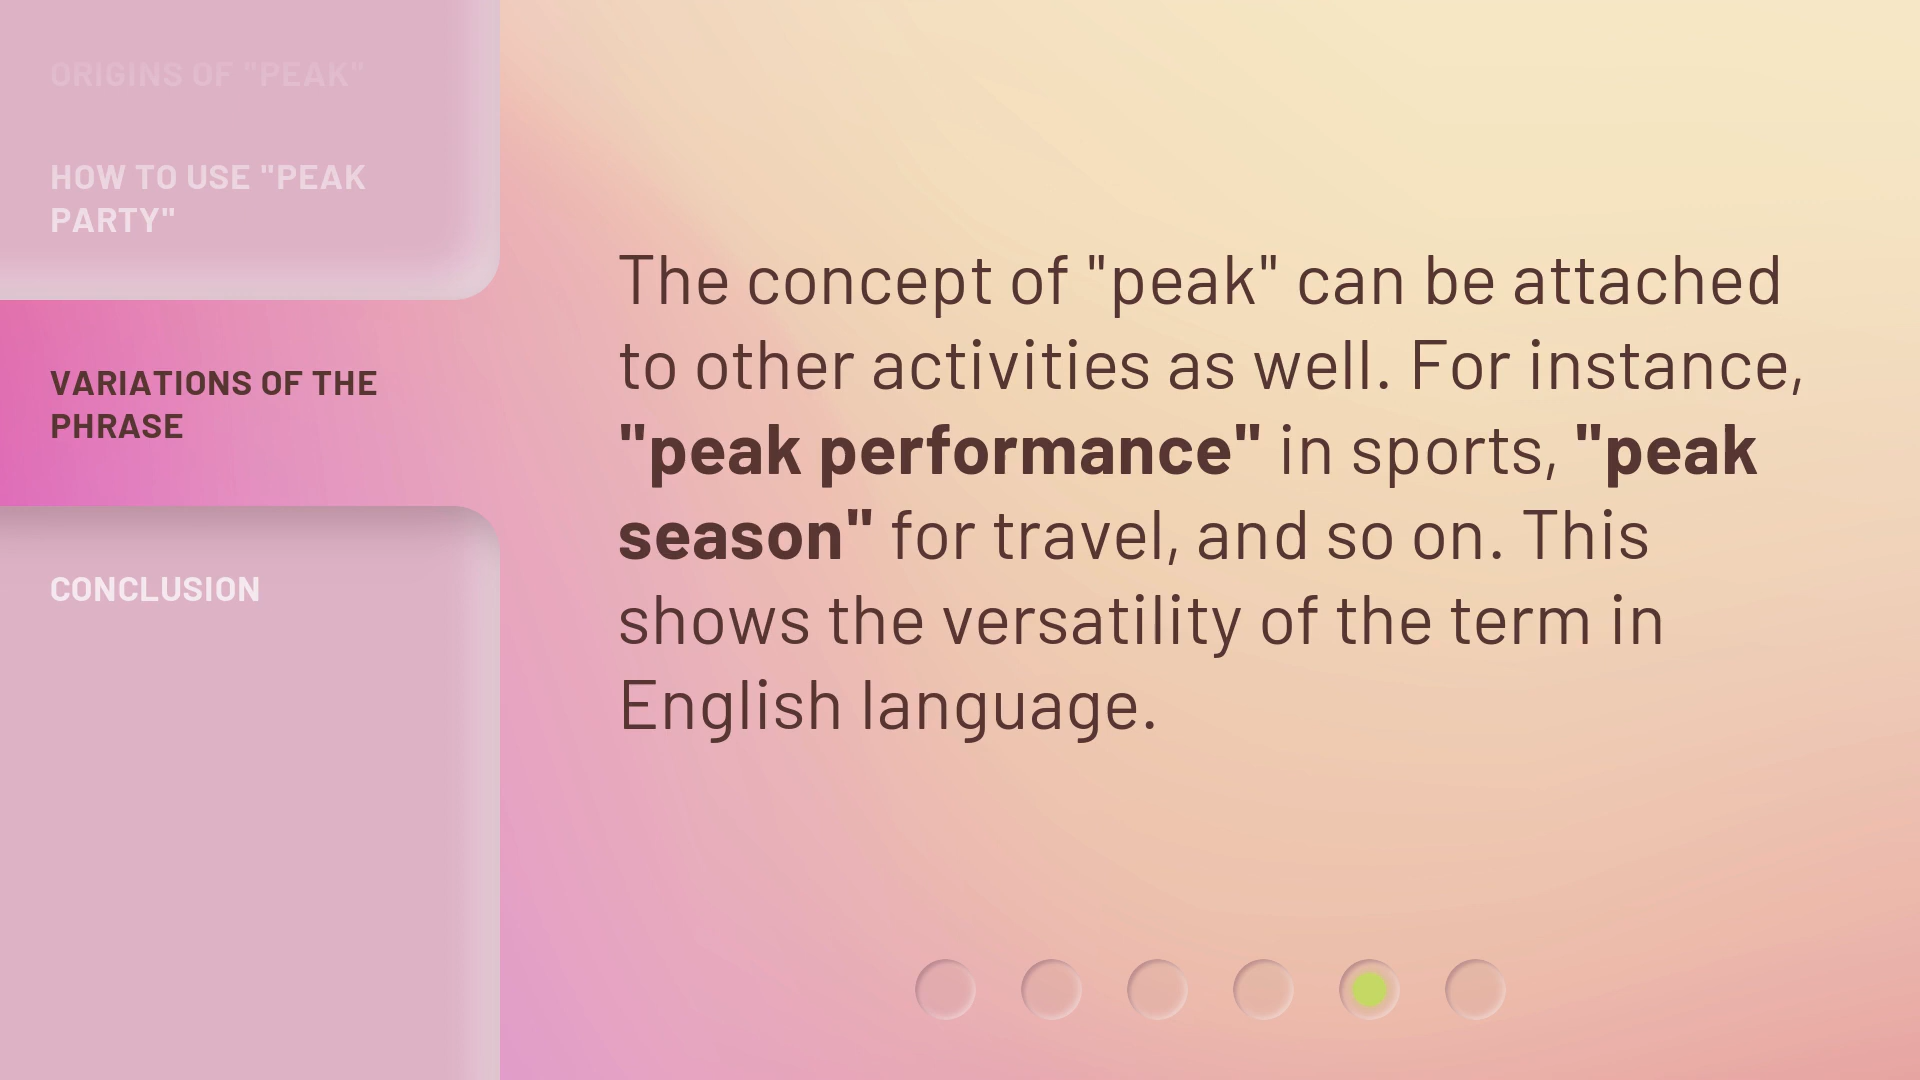 ORIGINS OF "PEAK"
HOW TO USE "PEAK
PARTY"
VARIATIONS OF THE
PHRASE
CONCLUSION
The concept of "peak" can be attached
to other activities as well. For instance,
"peak performance" in sports, "peak
season" for travel, and so on. This
shows the versatility of the term in
English language.